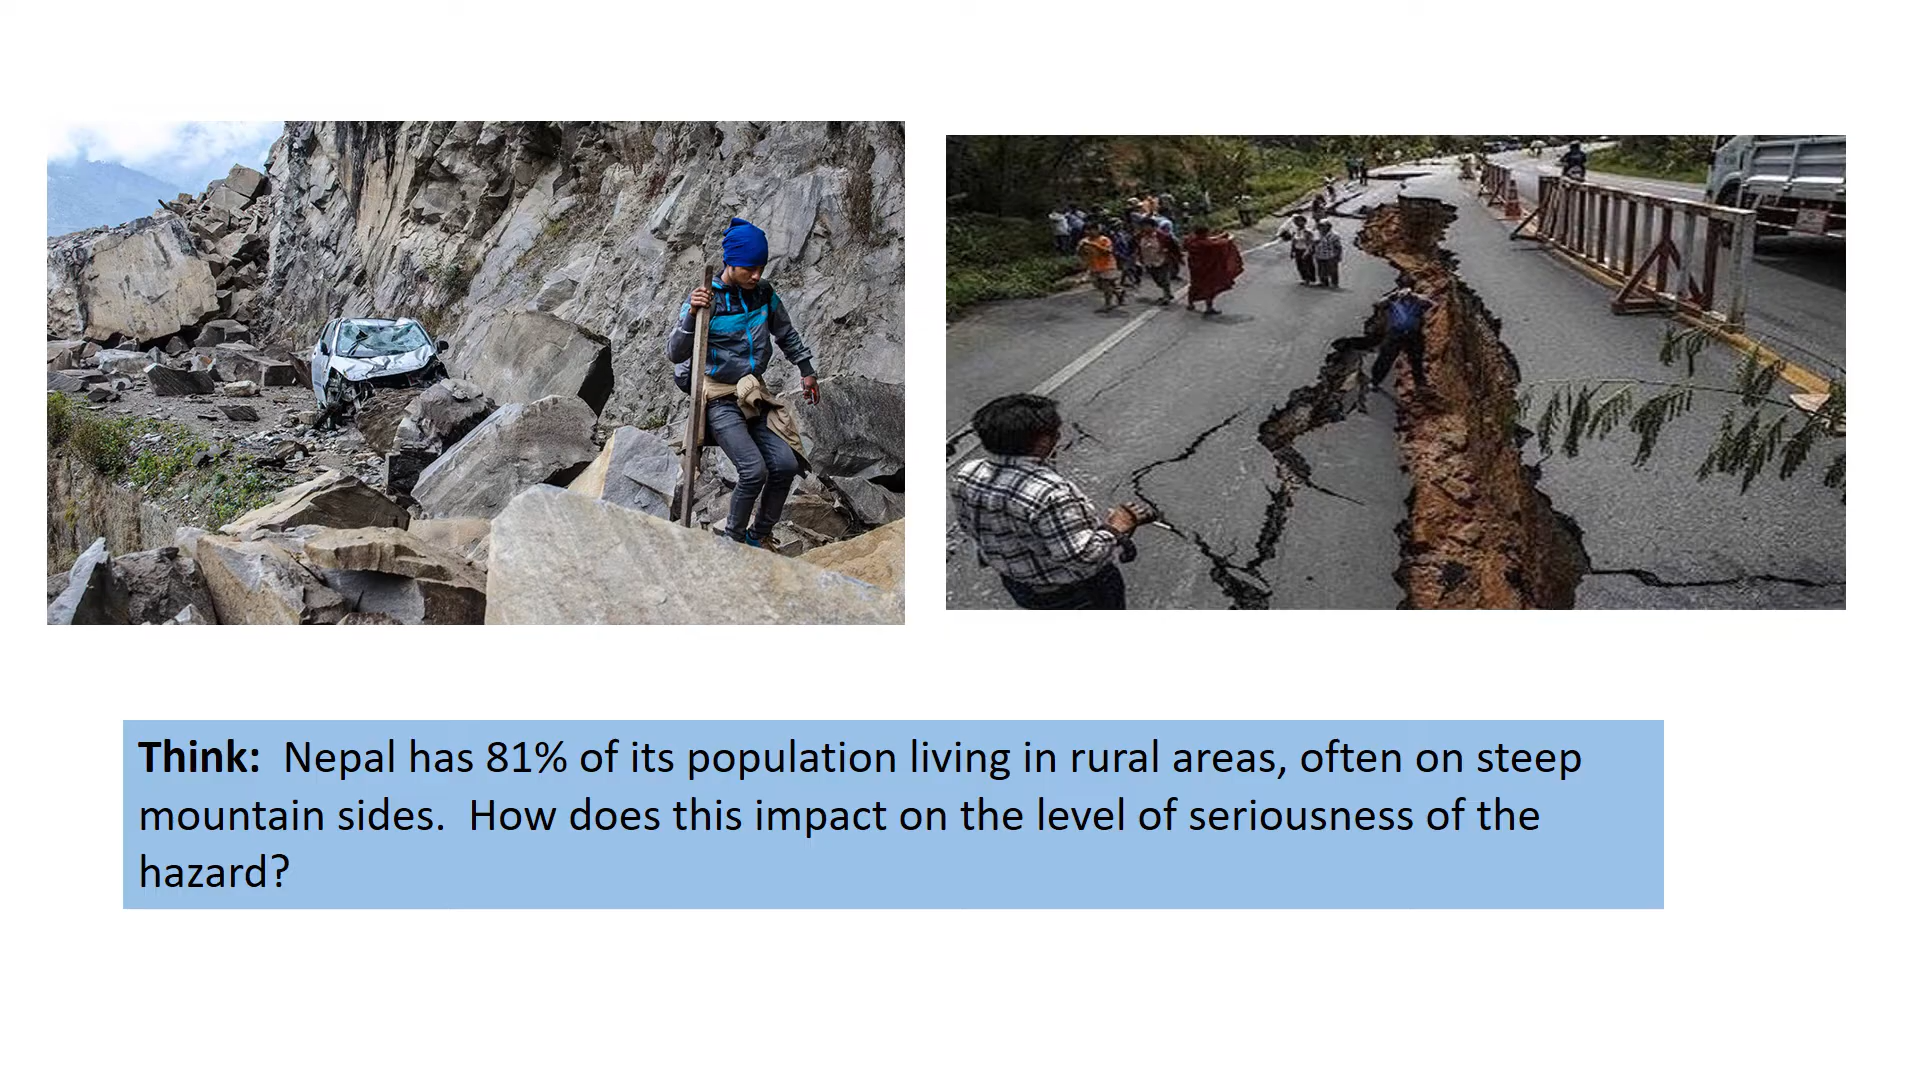 Think:  Nepal has 81% of its population living in rural areas, often on steep
mountain sides.  How does this impact on the level of seriousness of the
hazard?